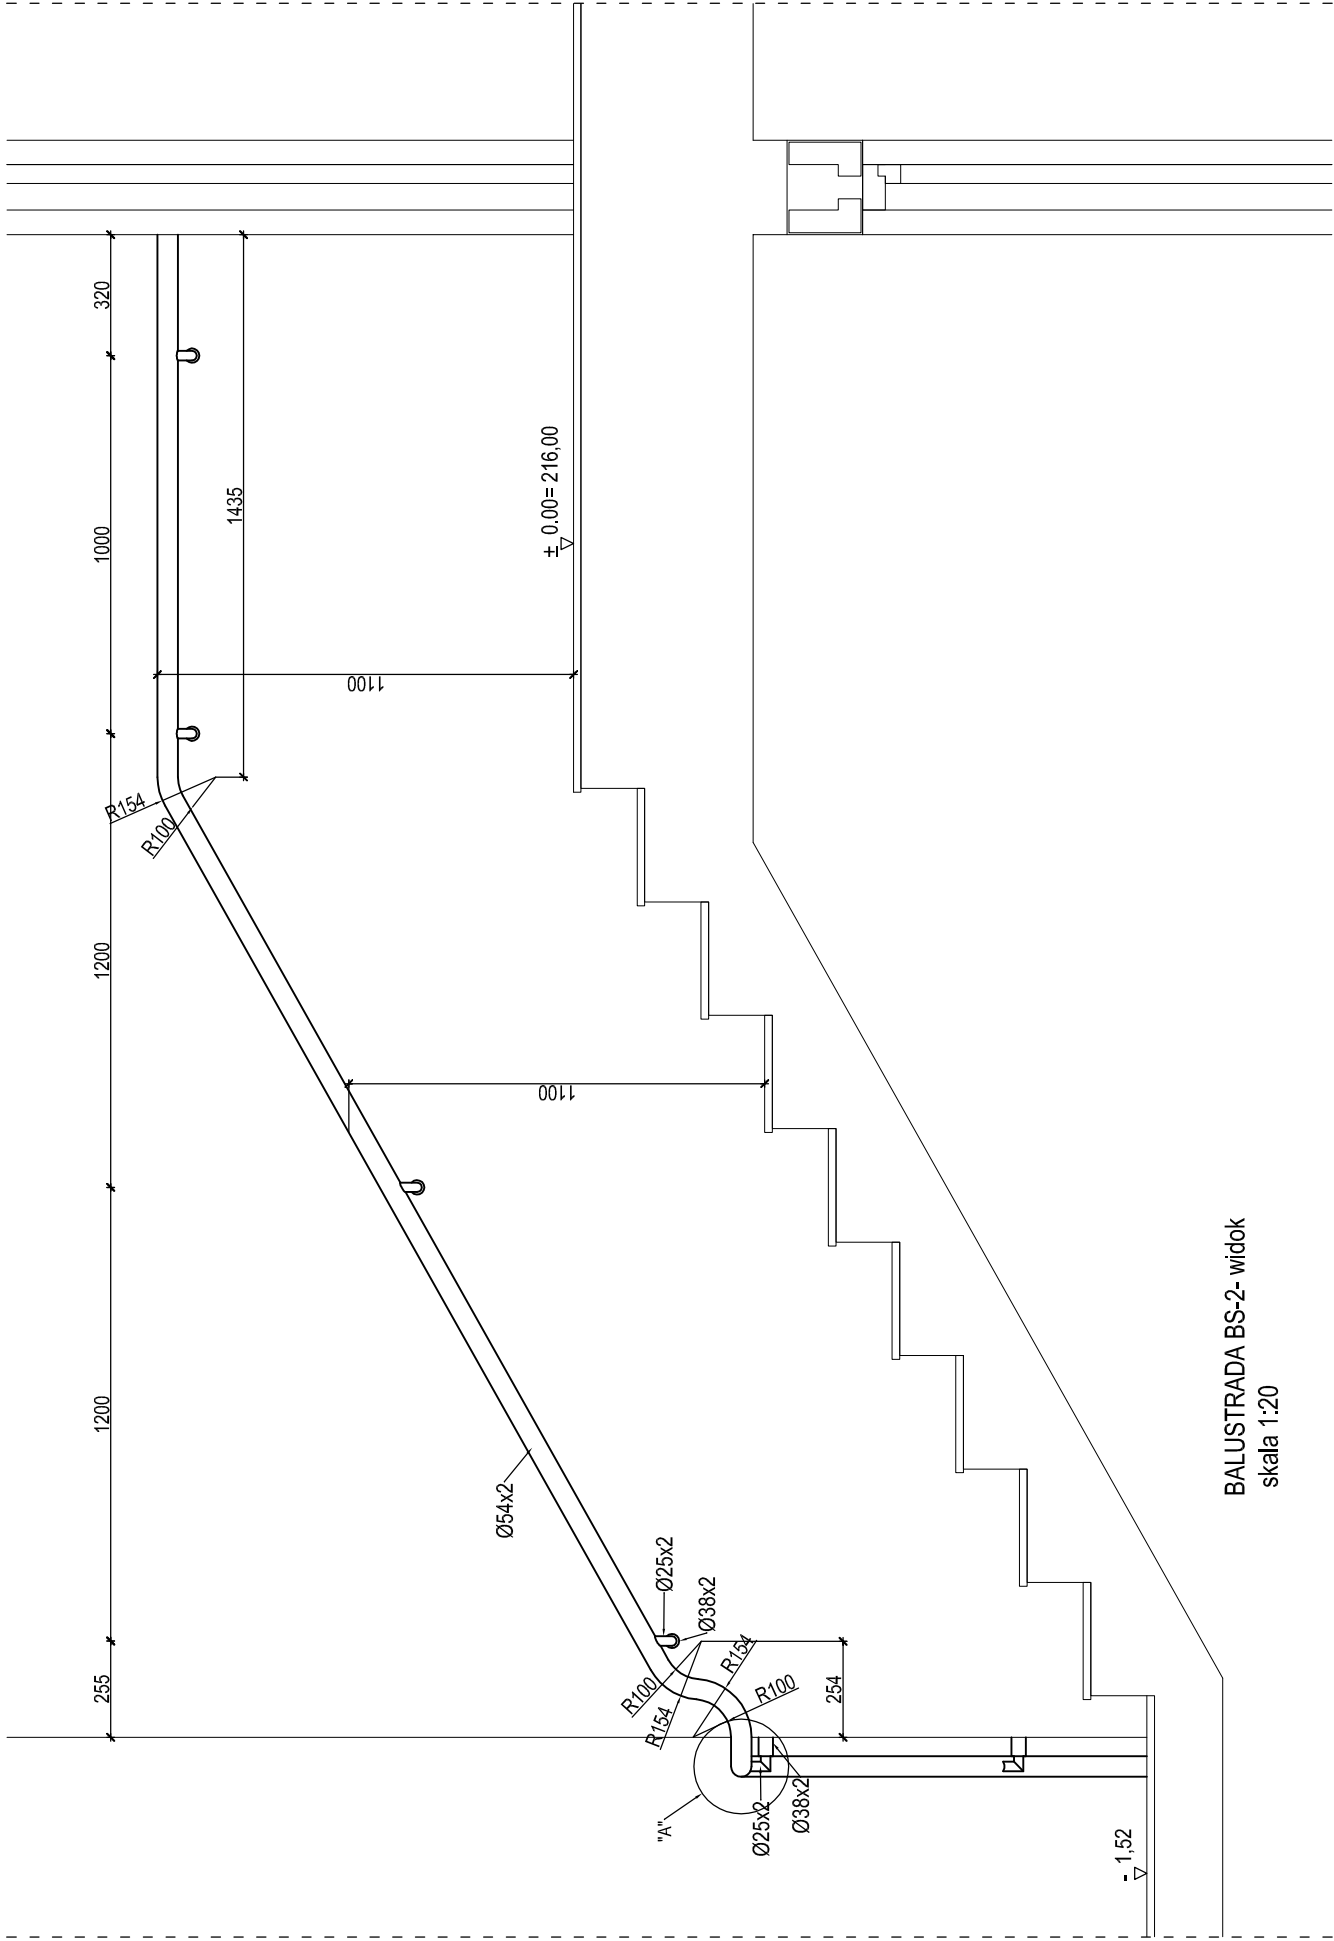 255
1200
1200
1000
320
1435
R154
R100
1100
± 0.00= 216,00
1100
Ø54x2
Ø25x2
Ø38x2
R100
R154
R154
R100
254
"A"
Ø25x2
Ø38x2
- 1,52
BALUSTRADA BS-2- widok
skala 1:20